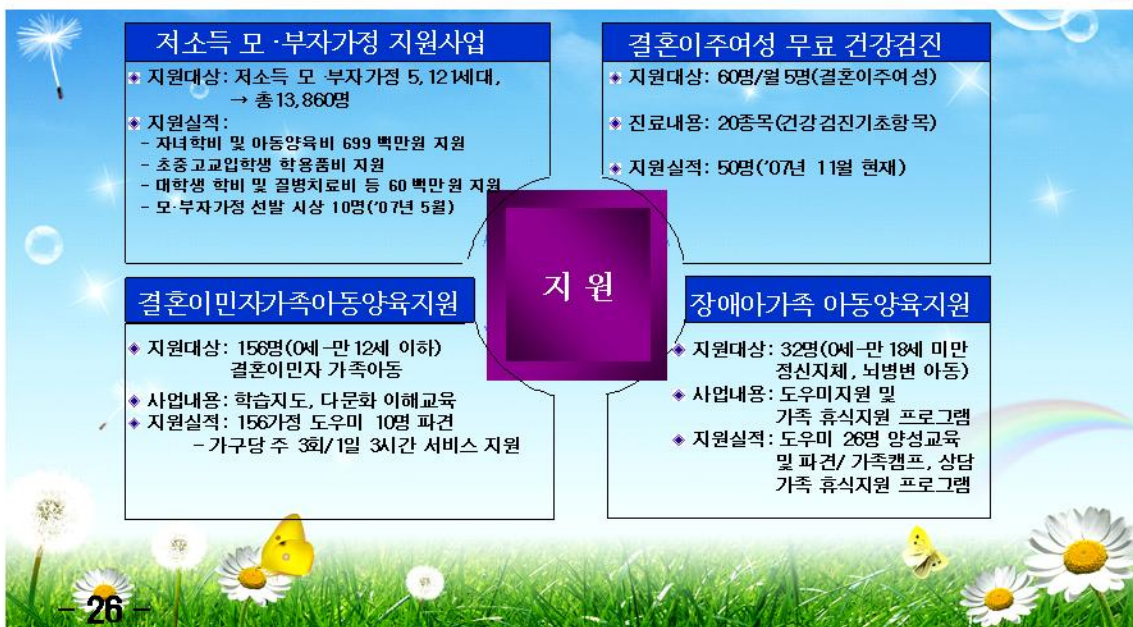 저소득 모·부자가정 지원사업
지원대상: 저소득 모·부자가정 5,121세대,
→ 총13,860명
지원실적:
- 자녀학비 및 아동양육비 699 백만원 지원
- 초중고교입학생 학용품비 지원
- 대학생 학비 및 질병치료비 등 60 백만원 지원
- 모·부자가정 선발 시상 10명('07년 5월)
결혼이주여성 무료 건강검진
지원대상: 60명/월 5명(결혼이주여성)
진료내용: 20종목(건강검진기초항목)
지원실적: 50명('07년 11월 현재)
지 원
결혼이민자가족아동양육지원
지원대상: 156명(0세-만12세 이하)
결혼이민자 가족아동
사업내용: 학습지도, 다문화 이해교육
지원실적: 156가정 도우미 10명 파견
- 가구당 주 3회/1일 3시간 서비스 지원
장애아가족 아동양육지원
지원대상: 32명(0세-만 18세 미만
정신지체, 뇌병변 아동)
사업내용: 도우미지원 및
가족 휴식지원 프로그램
지원실적: 도우미 26명 양성교육
및 파견/ 가족캠프, 상담
가족 휴식지원 프로그램
- 26 -